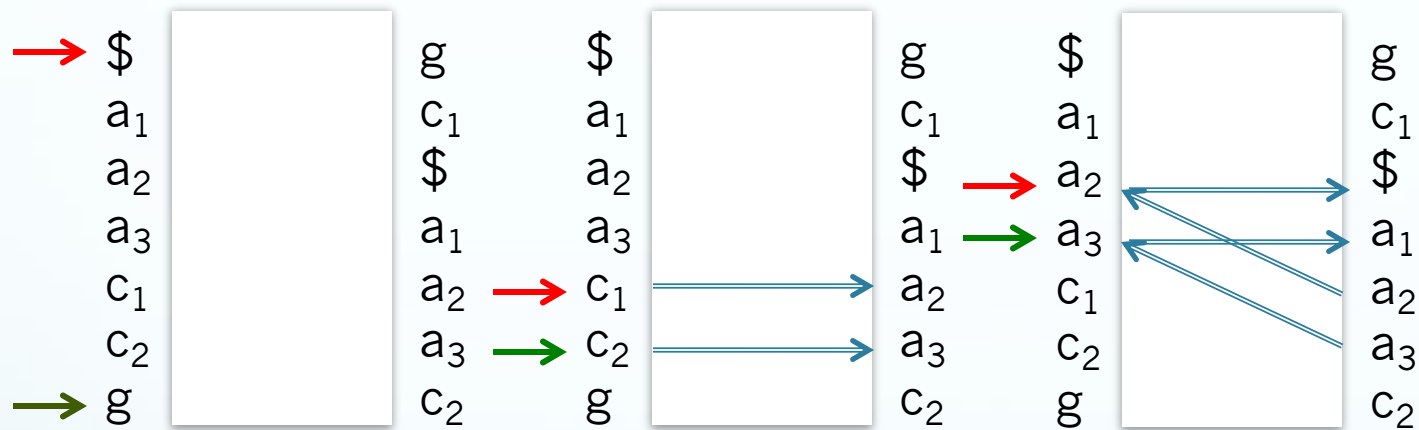 $ g $ g $ g
a₁ c₁ a₁ c₁ a₁ c₁
a₂ $ a₂ $ a₂ $
a₃ a₁ a₃ a₁ a₃ a₁
c₁ a₂ c₁ a₂ c₁ a₂
c₂ a₃ c₂ a₃ c₂ a₃
g c₂ g c₂ g c₂